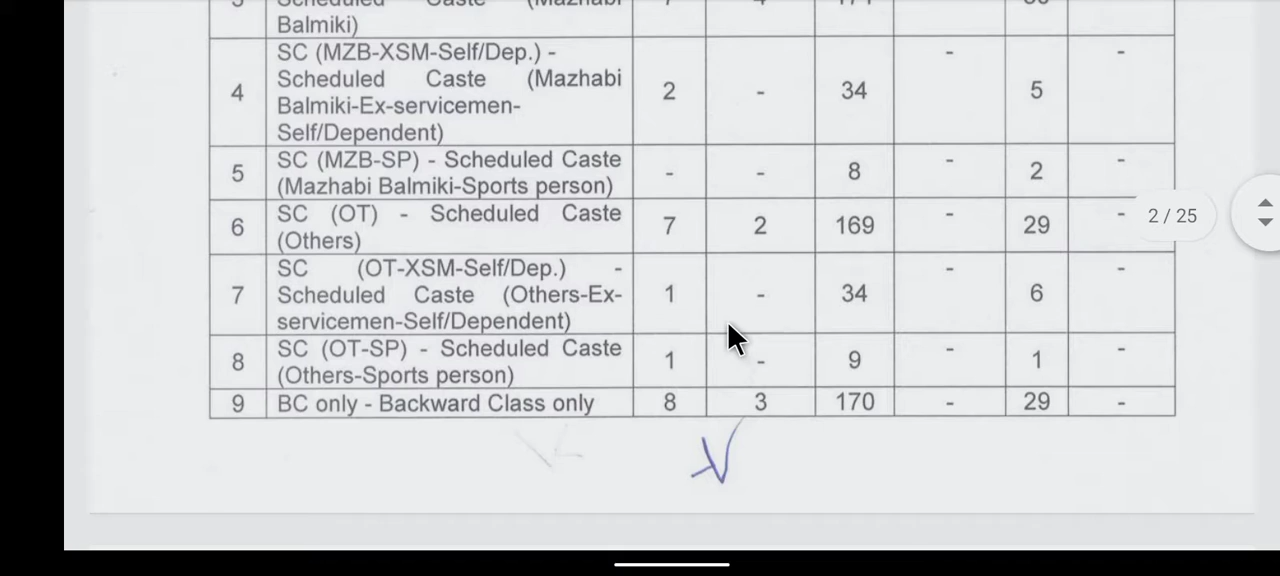 Balmiki)
4 SC (MZB-XSM-Self/Dep.) - Scheduled Caste (Mazhabi Balmiki-Ex-servicemen-Self/Dependent) 2 - 34 - 5 -
5 SC (MZB-SP) - Scheduled Caste (Mazhabi Balmiki-Sports person) - - 8 - 2 -
6 SC (OT) - Scheduled Caste (Others) 7 2 169 - 29 -
2 / 25
7 SC (OT-XSM-Self/Dep.) - Scheduled Caste (Others-Ex-servicemen-Self/Dependent) 1 - 34 - 6 -
8 SC (OT-SP) - Scheduled Caste (Others-Sports person) 1 - 9 - 1 -
9 BC only - Backward Class only 8 3 170 - 29 -